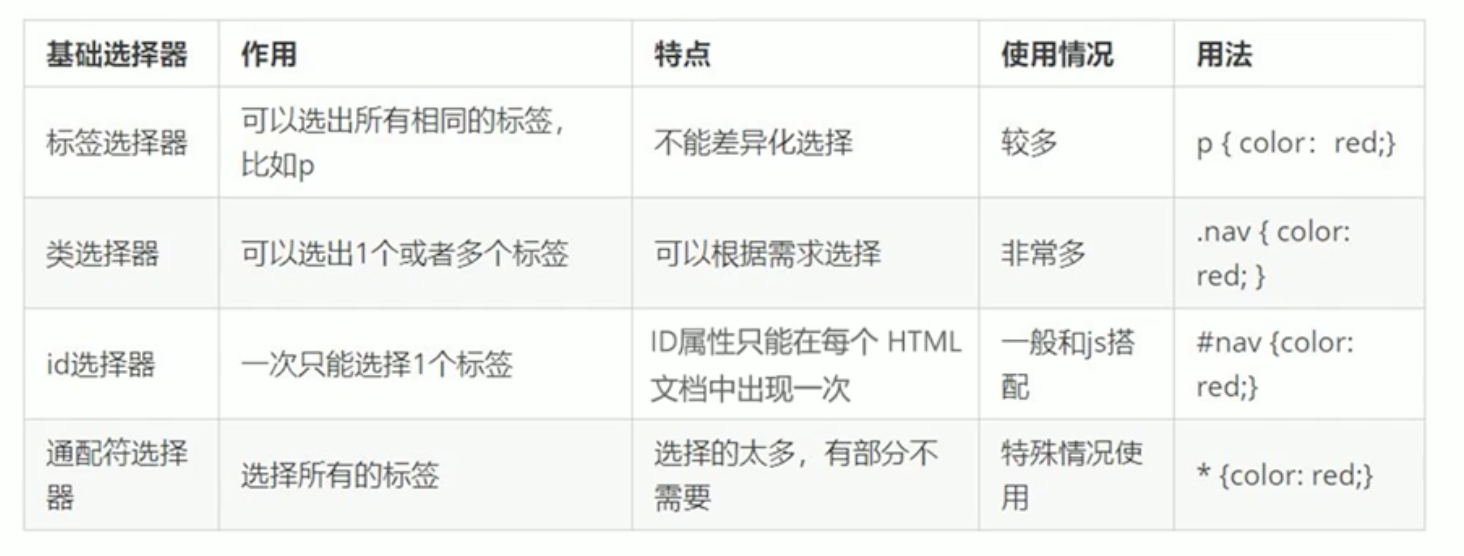 基础选择器 作用 特点 使用情况 用法
标签选择器
可以选出所有相同的标签，
比如p
不能差异化选择
较多
p { color：red;}
类选择器
可以选出1个或者多个标签
可以根据需求选择
非常多
.nav { color:
red; }
id选择器
一次只能选择1个标签
ID属性只能在每个 HTML
文档中出现一次
一般和js搭
配
#nav {color:
red;}
通配符选择
器
选择所有的标签
选择的太多，有部分不
需要
特殊情况使
用
* {color: red;}